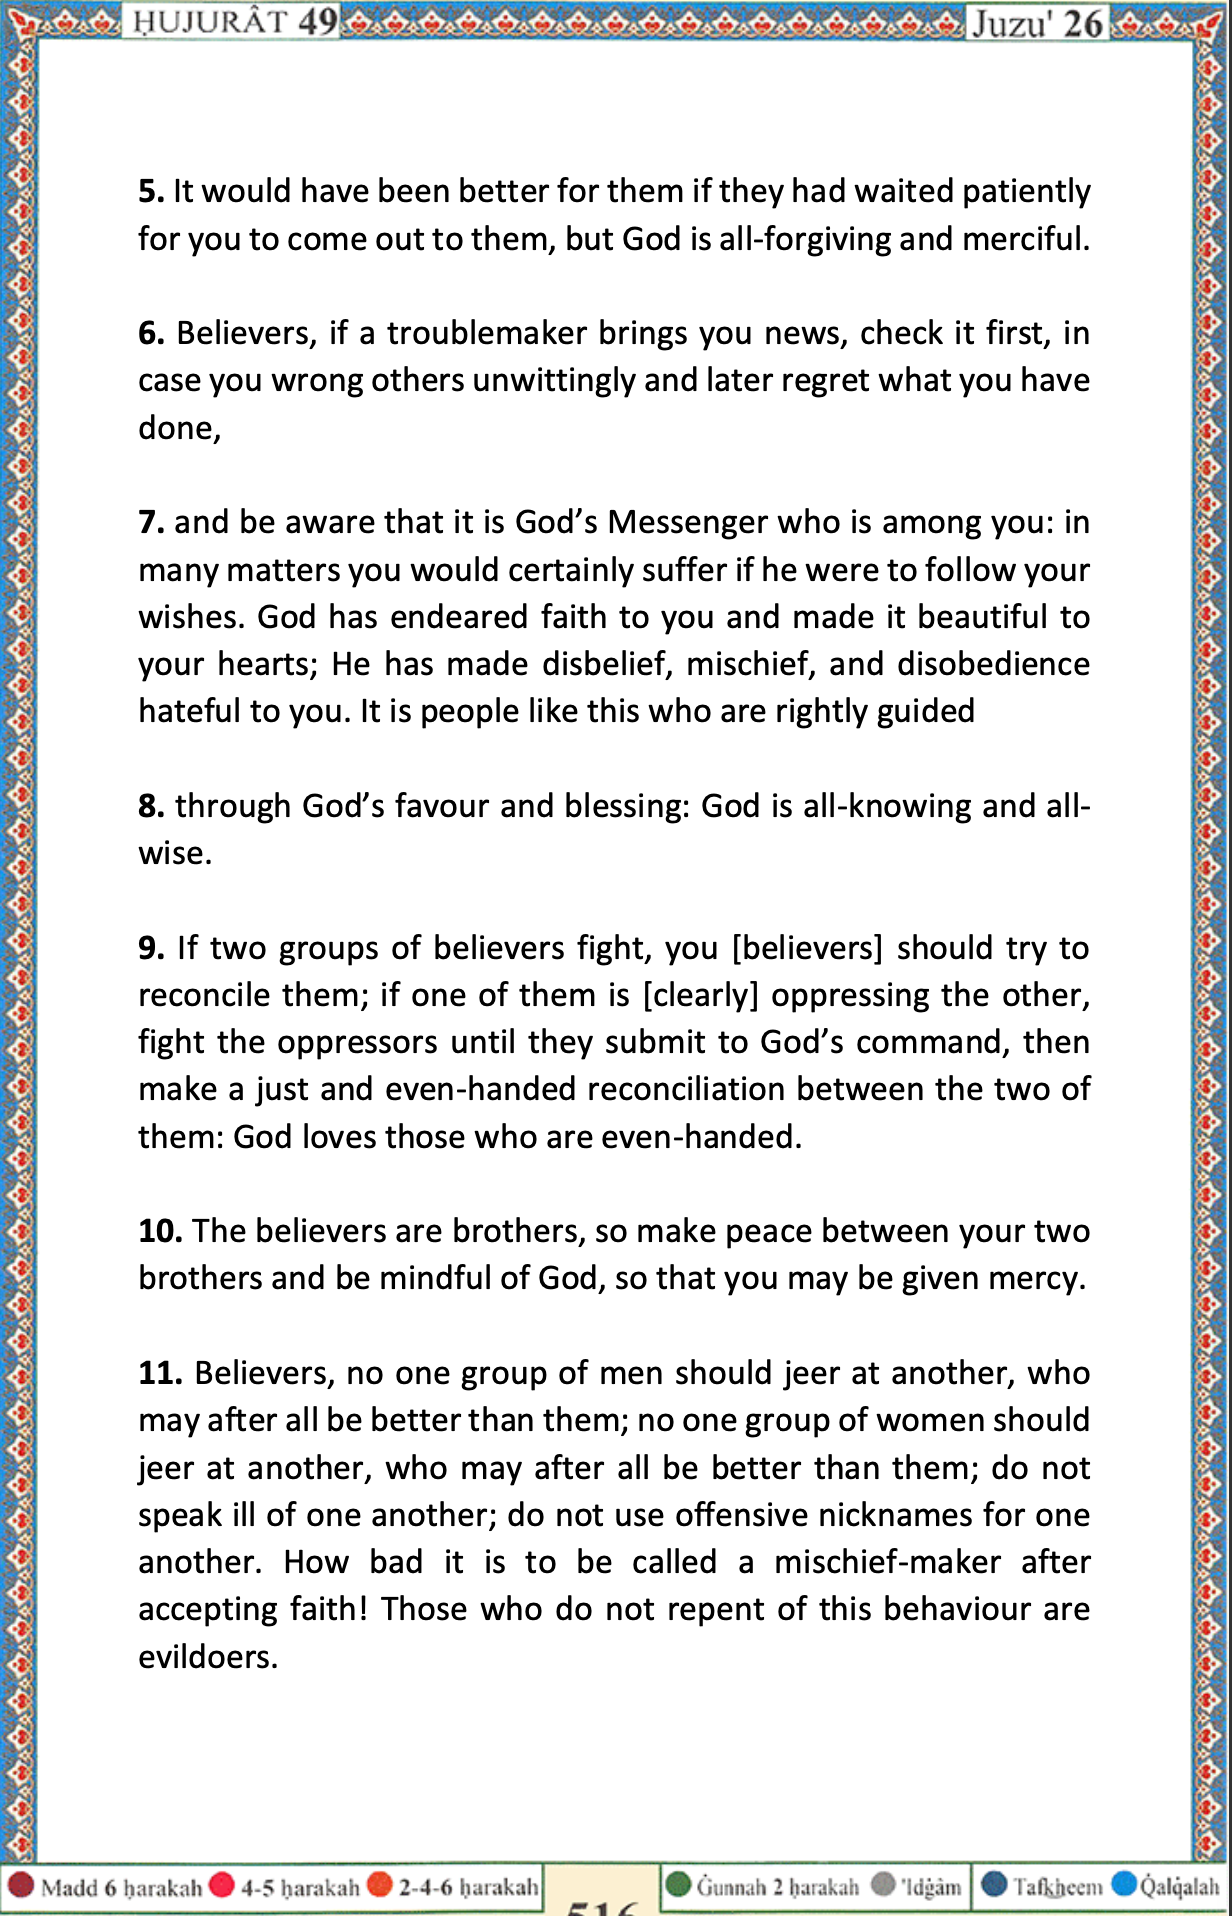 ḤUJURÂT 49
Juzu' 26
5. It would have been better for them if they had waited patiently
for you to come out to them, but God is all-forgiving and merciful.
6. Believers, if a troublemaker brings you news, check it first, in
case you wrong others unwittingly and later regret what you have
done,
7. and be aware that it is God’s Messenger who is among you: in
many matters you would certainly suffer if he were to follow your
wishes. God has endeared faith to you and made it beautiful to
your hearts; He has made disbelief, mischief, and disobedience
hateful to you. It is people like this who are rightly guided
8. through God’s favour and blessing: God is all-knowing and all-
wise.
9. If two groups of believers fight, you [believers] should try to
reconcile them; if one of them is [clearly] oppressing the other,
fight the oppressors until they submit to God’s command, then
make a just and even-handed reconciliation between the two of
them: God loves those who are even-handed.
10. The believers are brothers, so make peace between your two
brothers and be mindful of God, so that you may be given mercy.
11. Believers, no one group of men should jeer at another, who
may after all be better than them; no one group of women should
jeer at another, who may after all be better than them; do not
speak ill of one another; do not use offensive nicknames for one
another. How bad it is to be called a mischief-maker after
accepting faith! Those who do not repent of this behaviour are
evildoers.
Madd 6 ḥarakah 4-5 ḥarakah 2-4-6 ḥarakah
516
Ġunnah 2 ḥarakah 'Idġâm Tafkheem Q̇alq̇alah